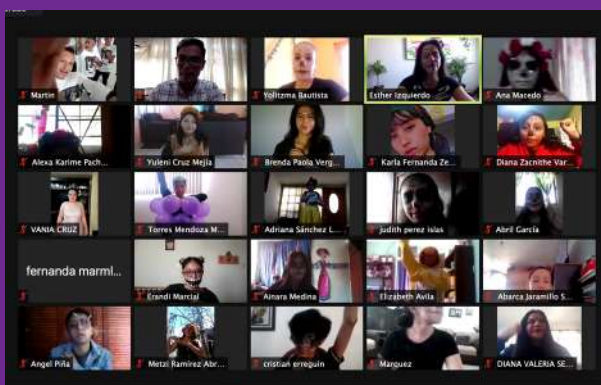 Martin
Yolitzma Bautista
Esther Izquierdo
Ana Macedo
Alexa Karime Pach...
Yuleni Cruz Mejía
Brenda Paola Verg...
Karla Fernanda Ze...
Diana Zacnithe Var...
VANIA CRUZ
Torres Mendoza M...
Adriana Sánchez L...
judith perez islas
Abril García
fernanda marml...
Erandi Marcial
Ainara Medina
Elizabeth Avila
Abarca Jaramillo S...
Angel Piña
Metzi Ramírez Abr...
cristian erreguin
Marquez
DIANA VALERIA SE...